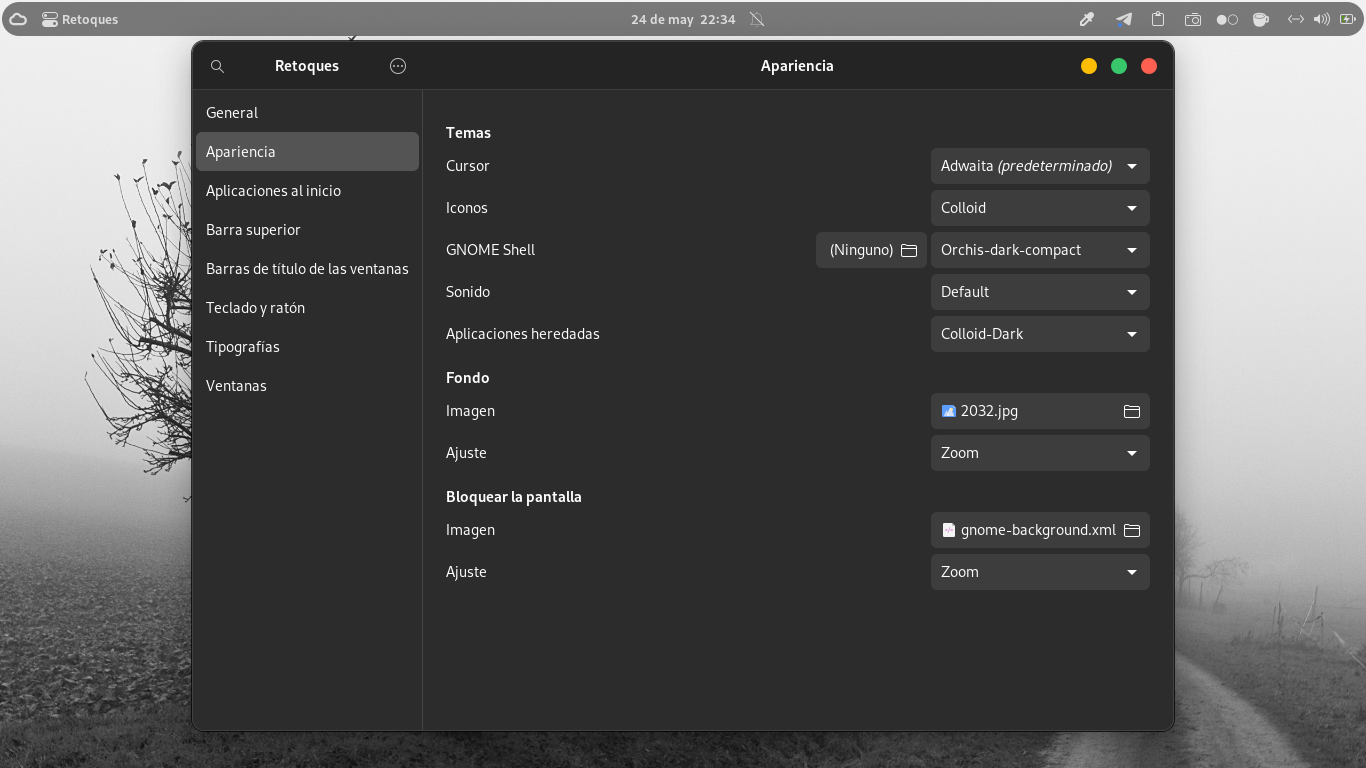 Retoques
24 de may 22:34
Retoques
Apariencia
General
Apariencia
Aplicaciones al inicio
Barra superior
Barras de título de las ventanas
Teclado y ratón
Tipografías
Ventanas
Temas
Cursor
Adwaita (predeterminado)
Iconos
Colloid
GNOME Shell
(Ninguno)
Orchis-dark-compact
Sonido
Default
Aplicaciones heredadas
Colloid-Dark
Fondo
Imagen
2032.jpg
Ajuste
Zoom
Bloquear la pantalla
Imagen
gnome-background.xml
Ajuste
Zoom